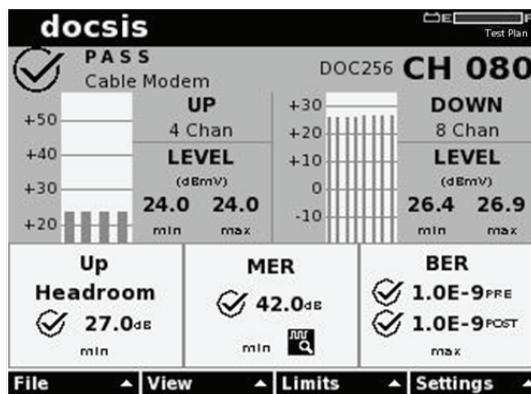 docsis
E F
Test Plan
PASS
Cable Modem
DOC256 CH 080
UP
4 Chan
LEVEL
(dBmV)
24.0 24.0
min max
+50
+40
+30
+20
DOWN
8 Chan
LEVEL
(dBmV)
26.4 26.9
min max
+30
+20
+10
0
-10
Up
Headroom
27.0dB
min
MER
42.0dB
min
BER
1.0E-9PRE
1.0E-9POST
max
File View Limits Settings